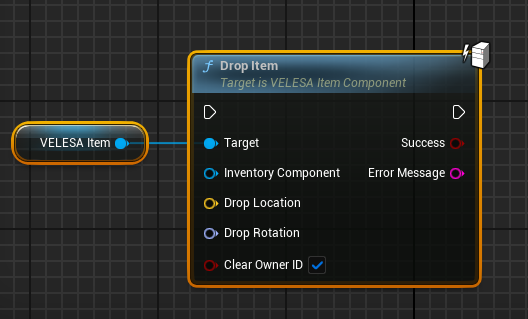 Drop Item
Target is VELESA Item Component
VELESA Item
Target
Success
Inventory Component
Error Message
Drop Location
Drop Rotation
Clear Owner ID